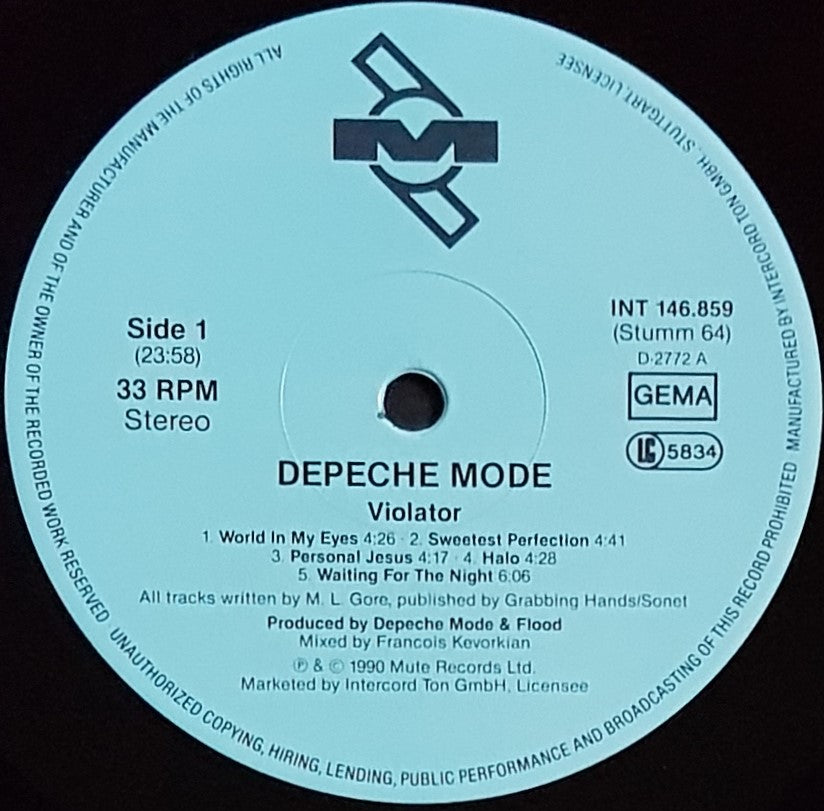 M
Side 1
(23:58)
33 RPM
Stereo
INT 146.859
(Stumm 64)
D-2772 A
GEMA
LC 5834
DEPECHE MODE
Violator
1. World In My Eyes 4:26 · 2. Sweetest Perfection 4:41
3. Personal Jesus 4:17 · 4. Halo 4:28
5. Waiting For The Night 6:06
All tracks written by M. L. Gore, published by Grabbing Hands/Sonet
Produced by Depeche Mode & Flood
Mixed by Francois Kevorkian
℗ & © 1990 Mute Records Ltd.
Marketed by Intercord Ton GmbH, Licensee
ALL RIGHTS OF THE MANUFACTURER AND OF THE OWNER OF THE RECORDED WORK RESERVED · UNAUTHORIZED COPYING, HIRING, LENDING, PUBLIC PERFORMANCE AND BROADCASTING OF THIS RECORD PROHIBITED MANUFACTURED BY INTERCORD TON GMBH, STUTTGART, LICENSEE